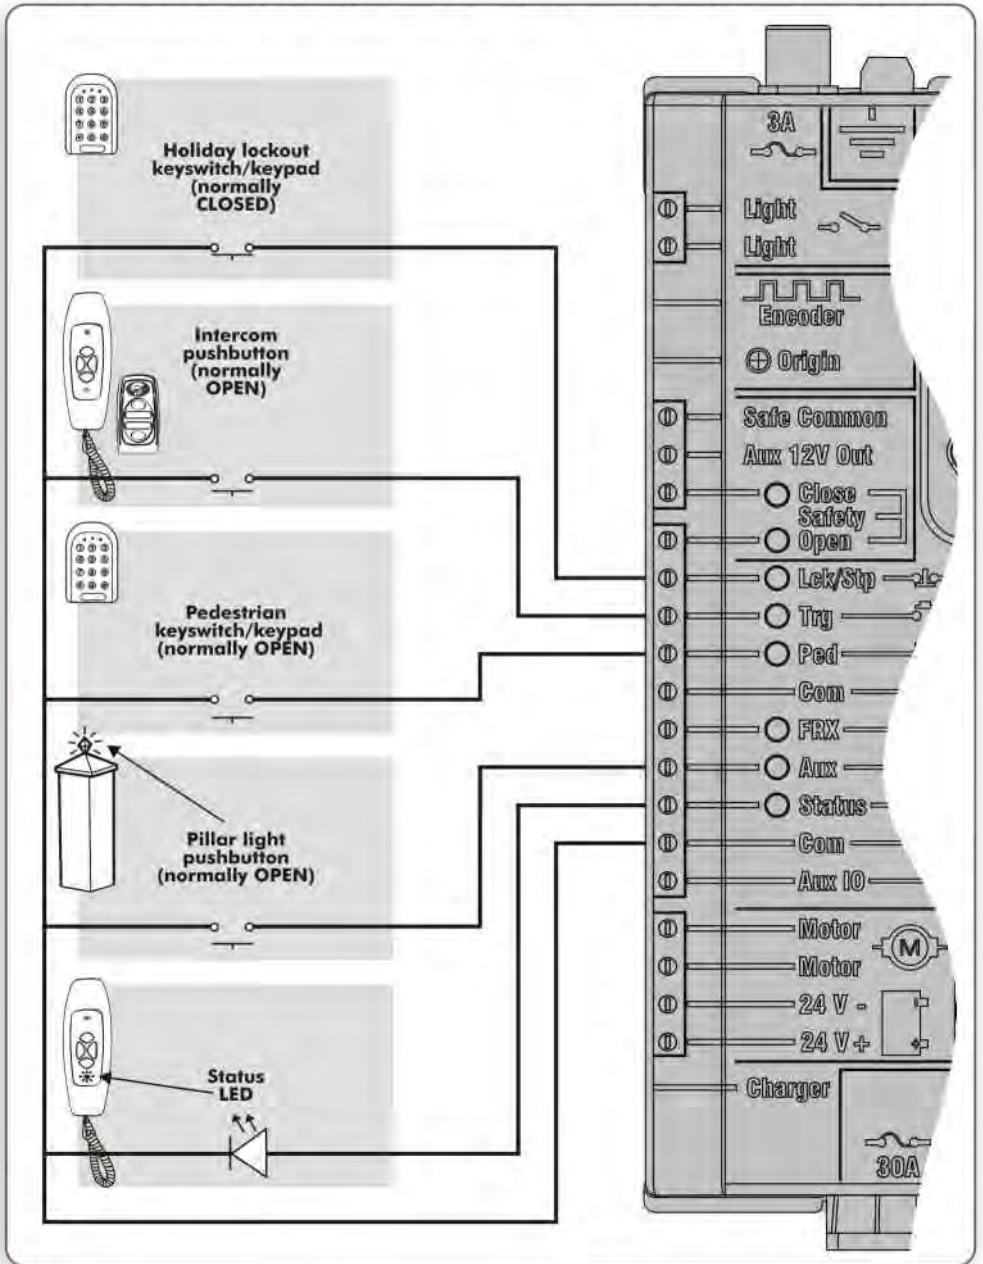 Holiday lockout
keyswitch/keypad
(normally
CLOSED)
Intercom
pushbutton
(normally
OPEN)
Pedestrian
keyswitch/keypad
(normally OPEN)
Pillar light
pushbutton
(normally OPEN)
Status
LED
3A
Light
Light
Encoder
Origin
Safe Common
Aux 12V Out
Close
Safety
Open
Lck/Stp
Trg
Ped
Com
FRX
Aux
Status
Com
Aux IO
Motor
Motor
M
24 V -
24 V +
Charger
30A